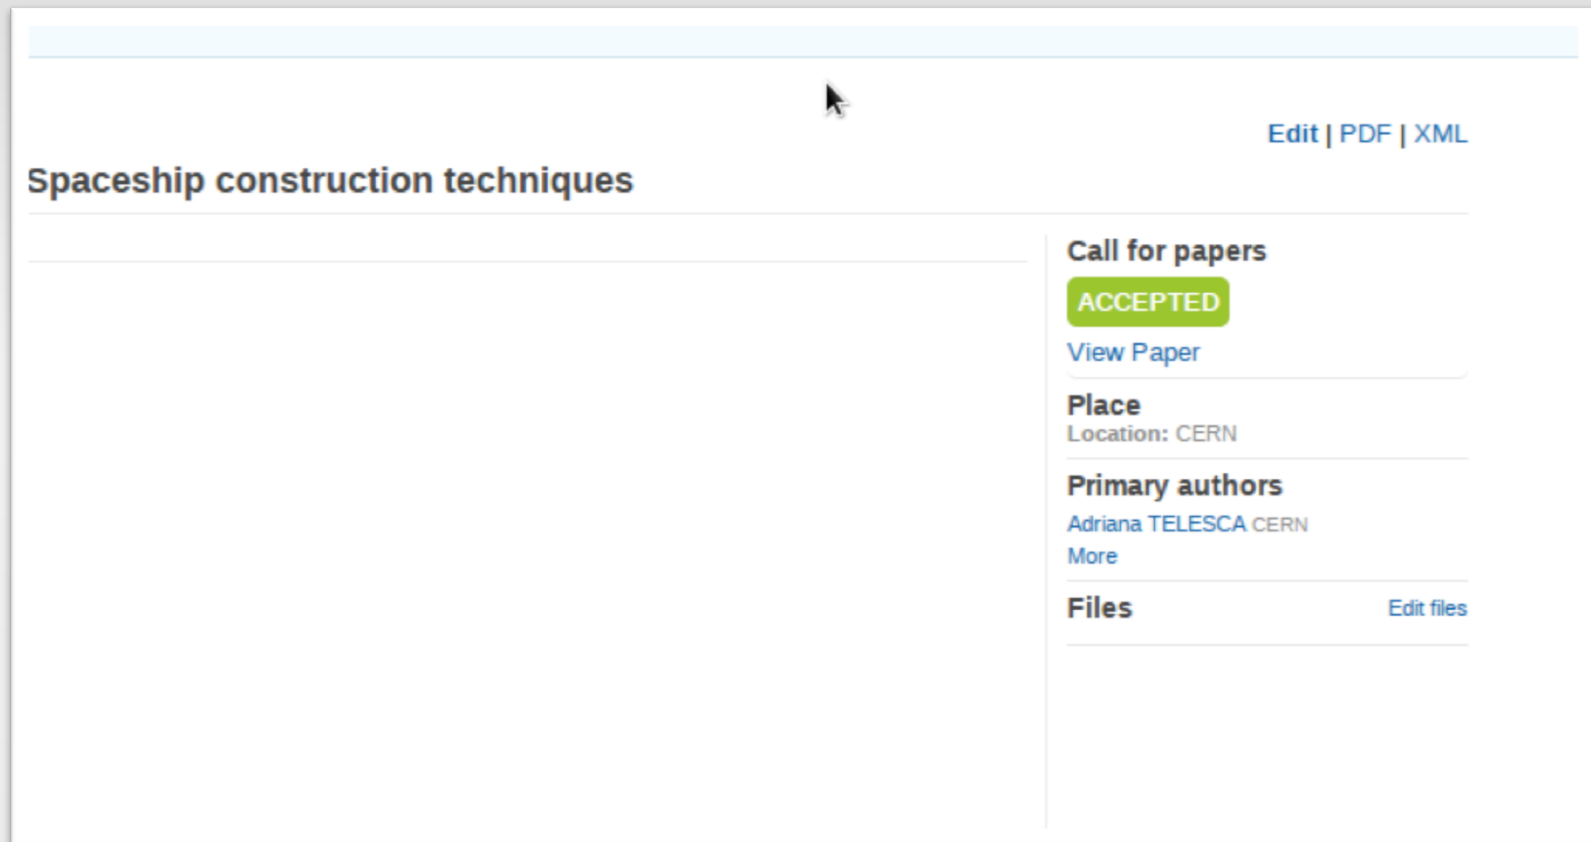 Edit | PDF | XML
Spaceship construction techniques
Call for papers
ACCEPTED
View Paper
Place
Location: CERN
Primary authors
Adriana TELESCA CERN
More
Files Edit files